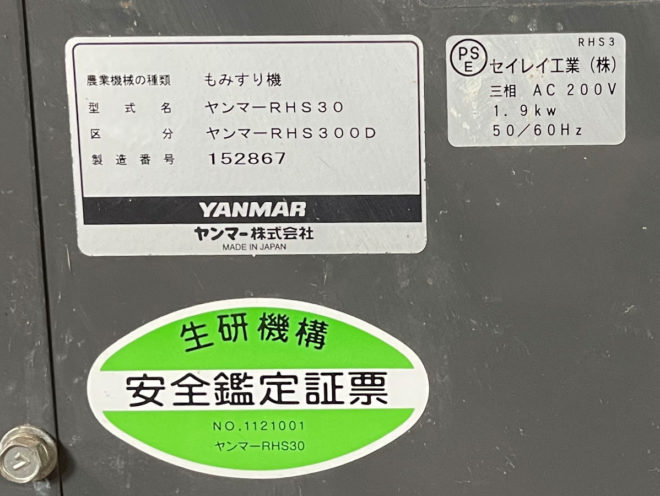 農業機械の種類 もみすり機
型式名 ヤンマーRHS30
区分 ヤンマーRHS300D
製造番号 152867
YANMAR
ヤンマー株式会社
MADE IN JAPAN
RHS3
PSE セイレイ工業（株）
三相 AC 200V
1.9kw
50/60Hz
生研機構
安全鑑定証票
NO.1121001
ヤンマーRHS30